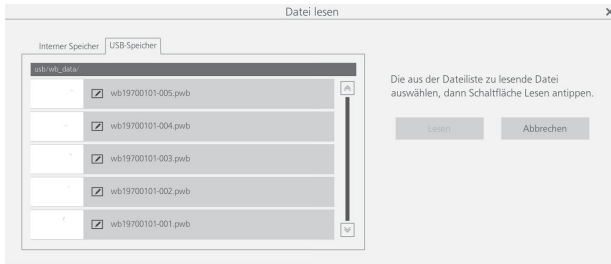 Datei lesen
Interner Speicher
USB-Speicher
usb/wb_data/
wb19700101-005.pwb
wb19700101-004.pwb
wb19700101-003.pwb
wb19700101-002.pwb
wb19700101-001.pwb
Die aus der Dateiliste zu lesende Datei
auswählen, dann Schaltfläche Lesen antippen.
Lesen
Abbrechen